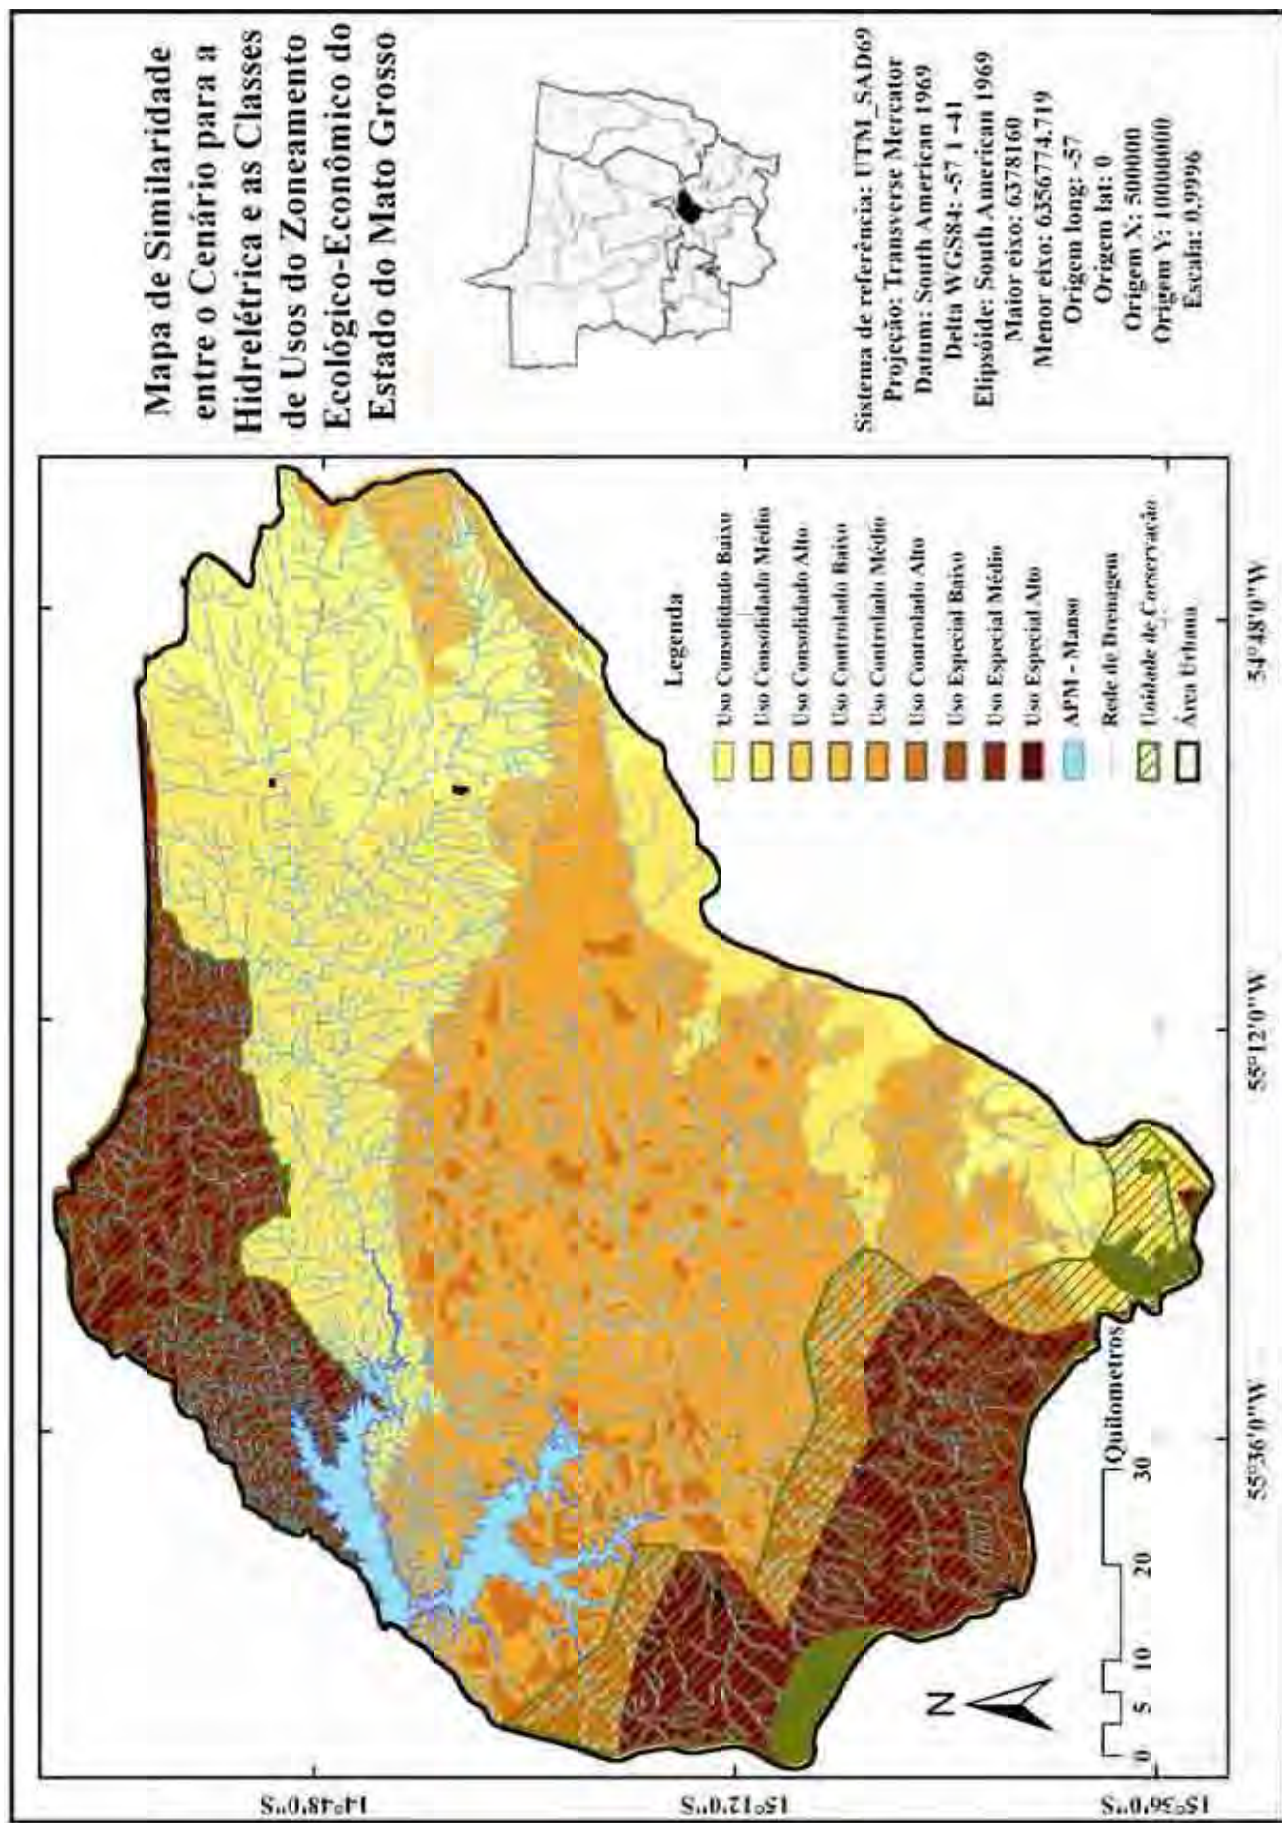 Mapa de Similaridade
entre o Cenário para a
Hidrelétrica e as Classes
de Usos do Zoneamento
Ecológico-Econômico do
Estado do Mato Grosso
Sistema de referência: UTM_SAD69
Projeção: Transverse Mercator
Datum: South American 1969
Delta WGS84: -57 1 -41
Elipsóide: South American 1969
Maior eixo: 6378160
Menor eixo: 6356774.719
Origem long: -57
Origem lat: 0
Origem X: 500000
Origem Y: 10000000
Escala: 0,9996
Legenda
Uso Consolidado Baixo
Uso Consolidado Médio
Uso Consolidado Alto
Uso Controlado Baixo
Uso Controlado Médio
Uso Controlado Alto
Uso Especial Baixo
Uso Especial Médio
Uso Especial Alto
APM - Manso
Rede de Drenagem
Unidade de Conservação
Área Urbana
N
Quilometros
0 5 10 20 30
14°48'0"S
15°12'0"S
15°36'0"S
55°36'0"W
55°12'0"W
54°48'0"W